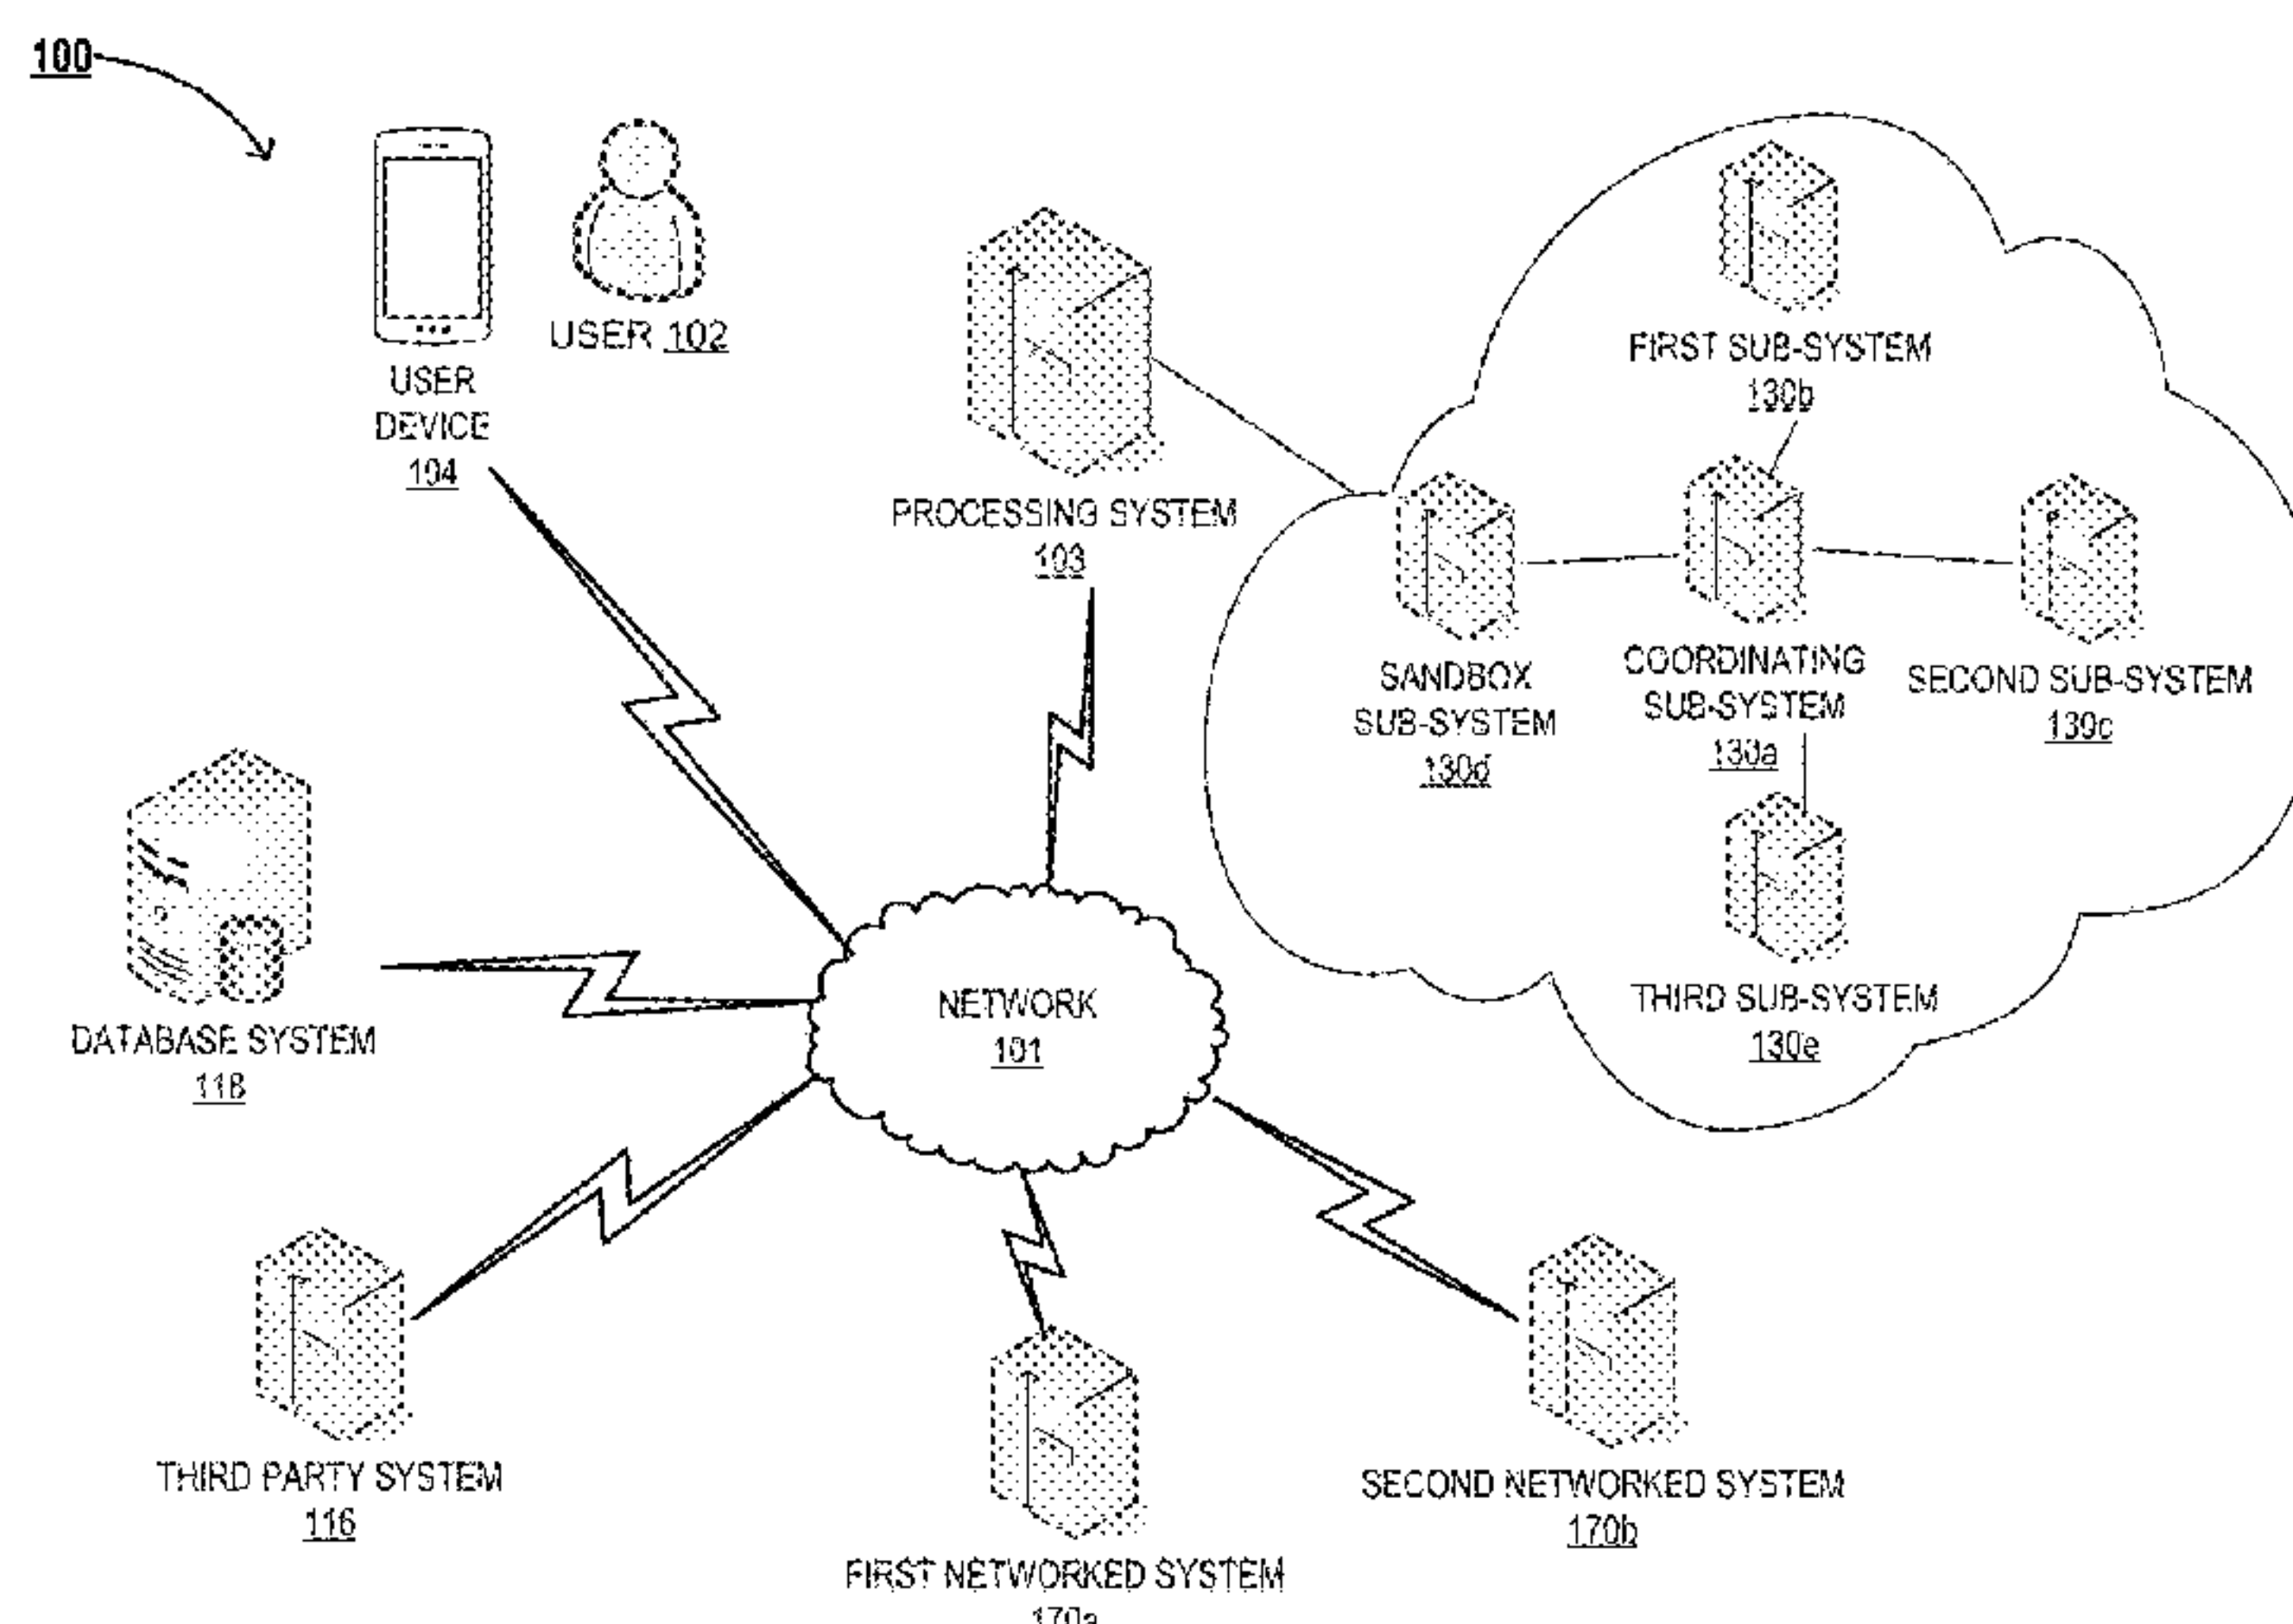 100
USER 102
USER
DEVICE
104
PROCESSING SYSTEM
103
FIRST SUB-SYSTEM
130b
SANDBOX
SUB-SYSTEM
130d
COORDINATING
SUB-SYSTEM
130a
SECOND SUB-SYSTEM
139c
THIRD SUB-SYSTEM
130e
NETWORK
101
DATABASE SYSTEM
118
THIRD PARTY SYSTEM
116
FIRST NETWORKED SYSTEM
170a
SECOND NETWORKED SYSTEM
170b